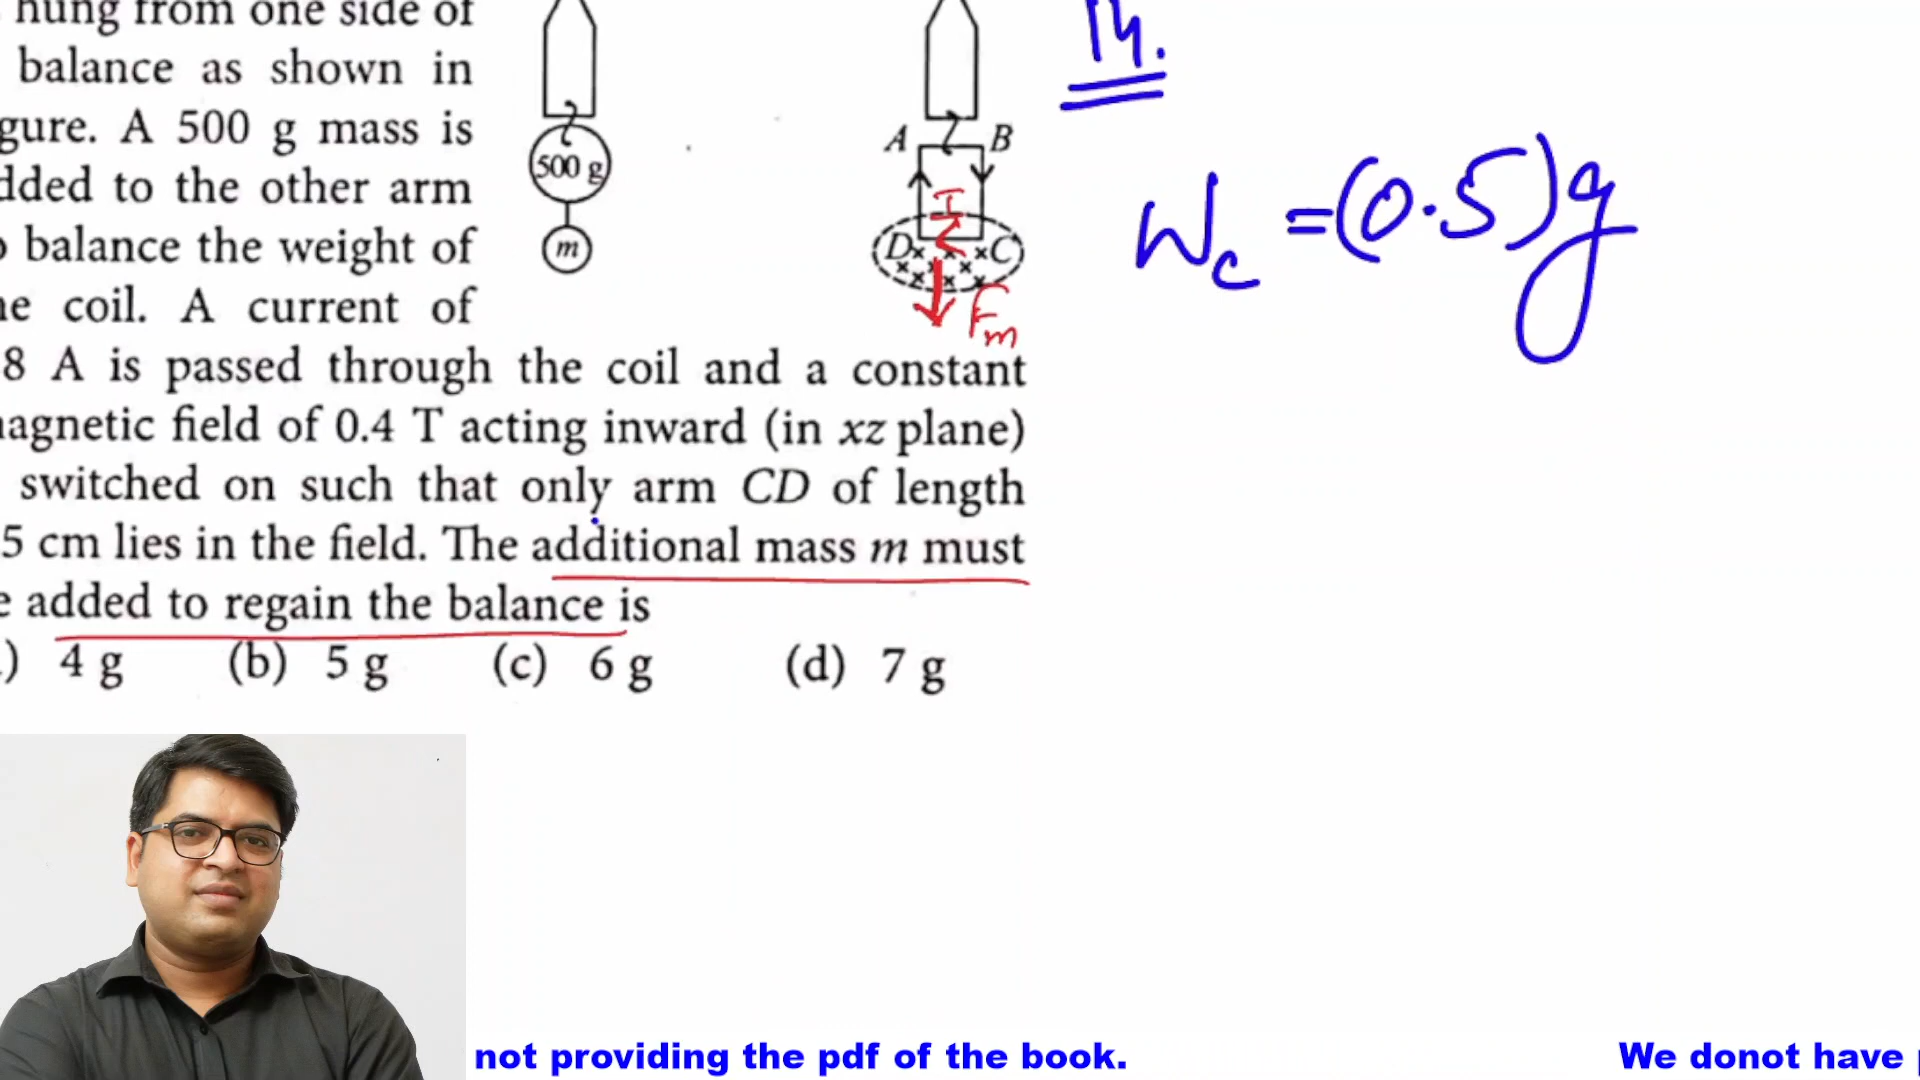 hung from one side of
balance as shown in
gure. A 500 g mass is
dded to the other arm
balance the weight of
e coil. A current of
8 A is passed through the coil and a constant
agnetic field of 0.4 T acting inward (in xz plane)
switched on such that only arm CD of length
5 cm lies in the field. The additional mass m must
e added to regain the balance is
) 4 g (b) 5 g (c) 6 g (d) 7 g
500 g
m
A B
I
D C
Fm
14.
Wc = (0.5)g
not providing the pdf of the book. We donot have